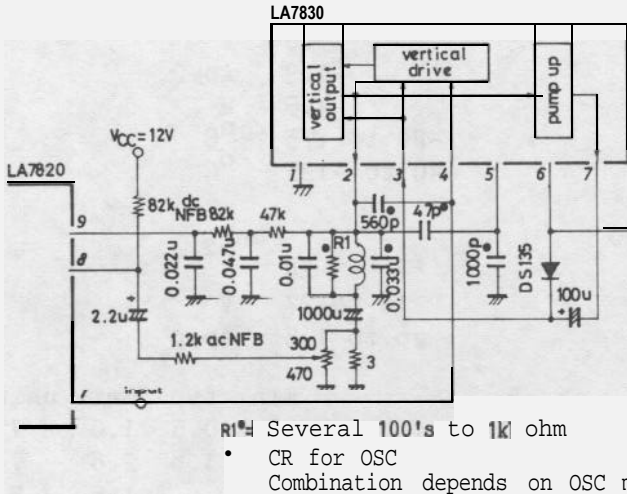 LA7830
vertical output
vertical drive
pump up
1 2 3 4 5 6 7
VCC=12V
LA7820
82k
dc NFB
82k
47k
9
8
0.022u
0.047u
0.01u
R1
560p
47p
0.033u
1000p
DS135
100u
1000u
2.2u
1.2k ac NFB
300
470
3
input
R1*= Several 100's to 1k ohm
• CR for OSC
Combination depends on OSC